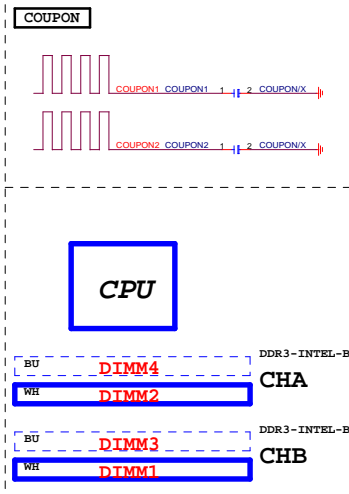 COUPON
COUPON1 COUPON1 1 2 COUPON/X
COUPON2 COUPON2 1 2 COUPON/X
CPU
DDR3-INTEL-B
BU DIMM4
CHA
WH DIMM2
DDR3-INTEL-B
BU DIMM3
CHB
WH DIMM1